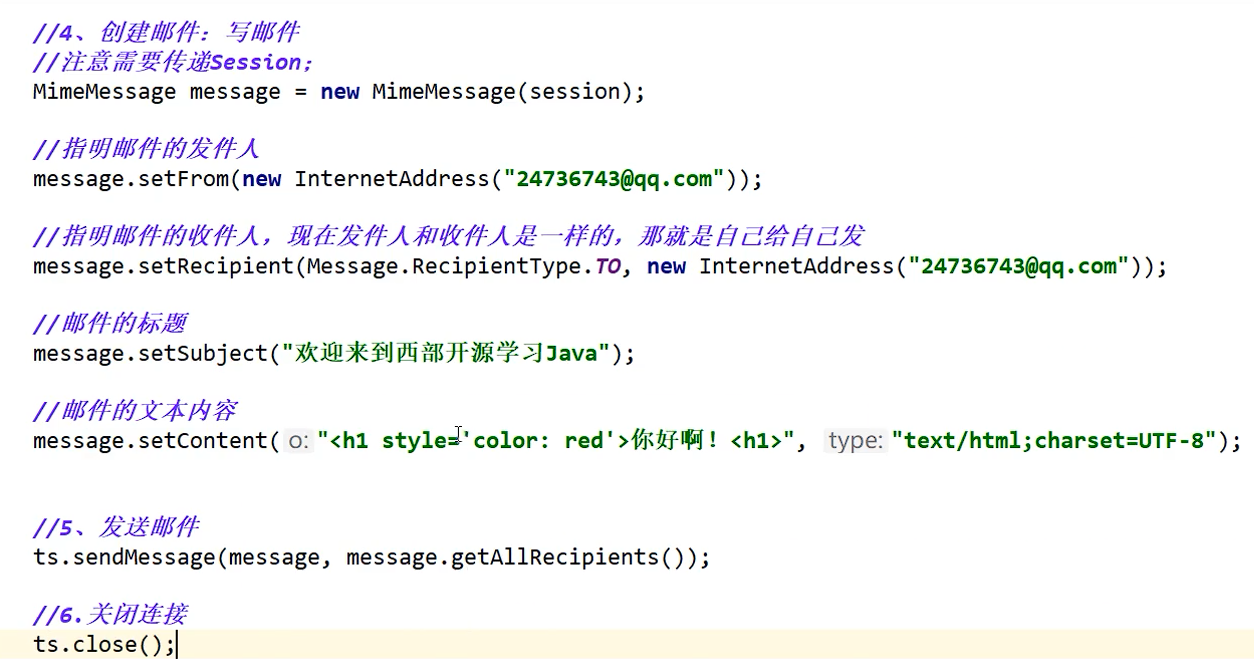 //4、创建邮件：写邮件
//注意需要传递Session；
MimeMessage message = new MimeMessage(session);
//指明邮件的发件人
message.setFrom(new InternetAddress("24736743@qq.com"));
//指明邮件的收件人，现在发件人和收件人是一样的，那就是自己给自己发
message.setRecipient(Message.RecipientType.TO, new InternetAddress("24736743@qq.com"));
//邮件的标题
message.setSubject("欢迎来到西部开源学习Java");
//邮件的文本内容
message.setContent( o: "<h1 style='color: red'>你好啊！<h1>", type: "text/html;charset=UTF-8");
//5、发送邮件
ts.sendMessage(message, message.getAllRecipients());
//6.关闭连接
ts.close();